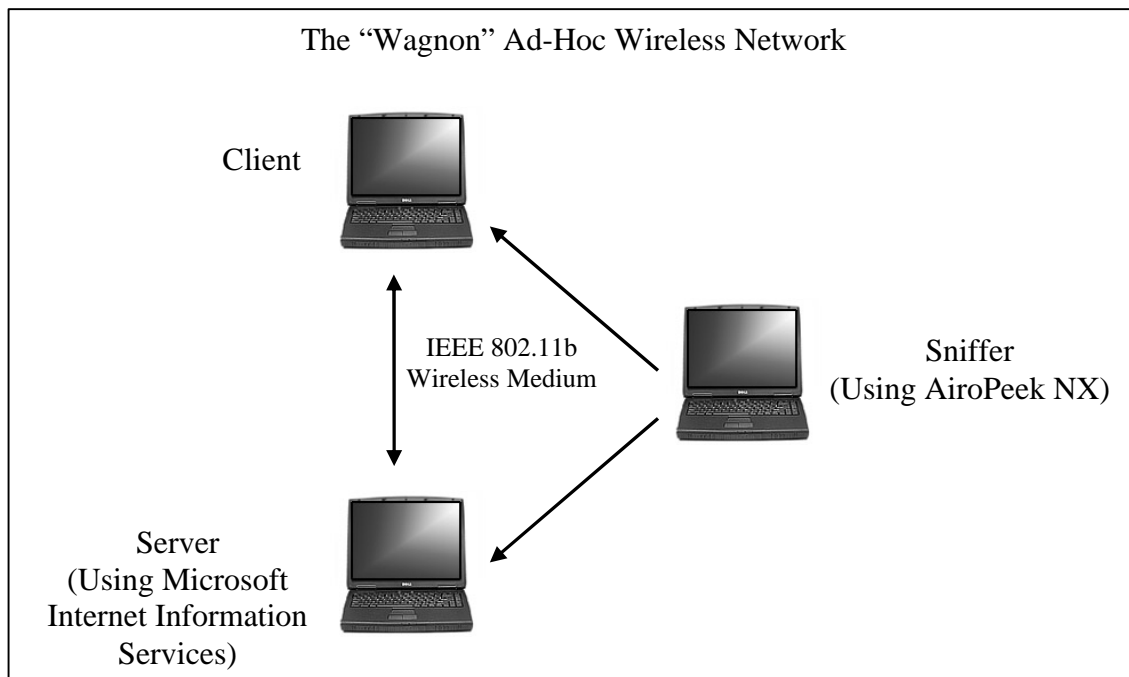 The “Wagnon” Ad-Hoc Wireless Network
Client
IEEE 802.11b
Wireless Medium
Sniffer
(Using AiroPeek NX)
Server
(Using Microsoft
Internet Information
Services)